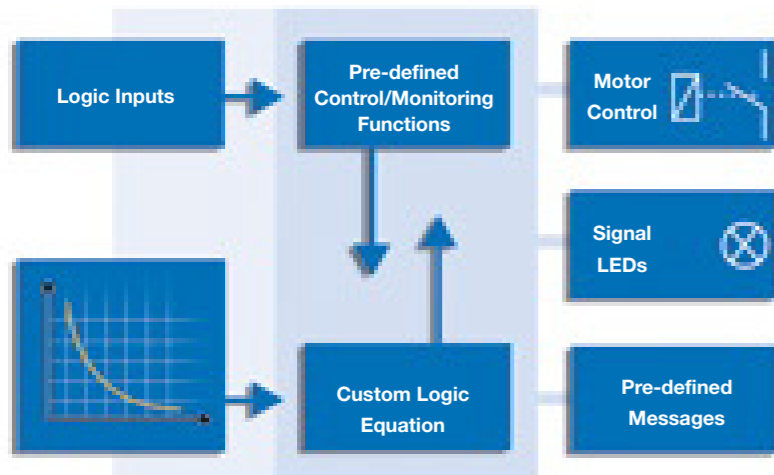 Logic Inputs
Pre-defined
Control/Monitoring
Functions
Motor
Control
Signal
LEDs
Custom Logic
Equation
Pre-defined
Messages